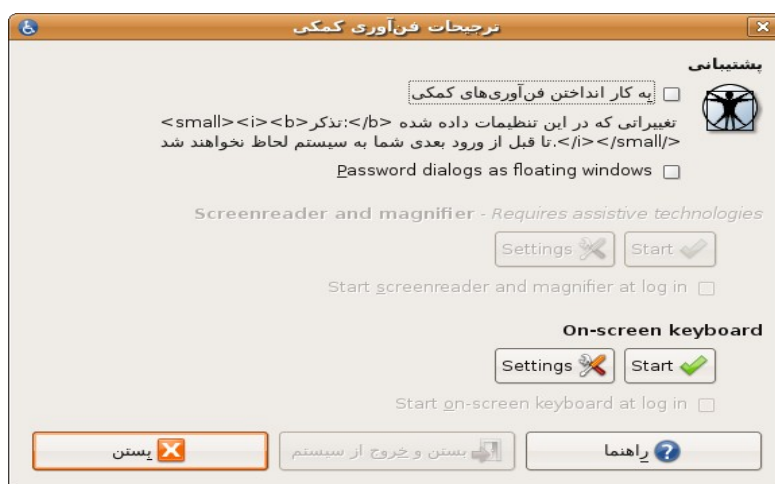 ترجیحات فن‌آوری کمکی
پشتیبانی
به کار انداختن فن‌آوری‌های کمکی
<small><i><b>تذکر:</b> تغییراتی که در این تنظیمات داده شده
تا قبل از ورود بعدی شما به سیستم لحاظ نخواهند شد.</i></small>
Password dialogs as floating windows
Screenreader and magnifier - Requires assistive technologies
Start Settings
Start screenreader and magnifier at log in
On-screen keyboard
Start Settings
Start on-screen keyboard at log in
راهنما بستن و خروج از سیستم بستن